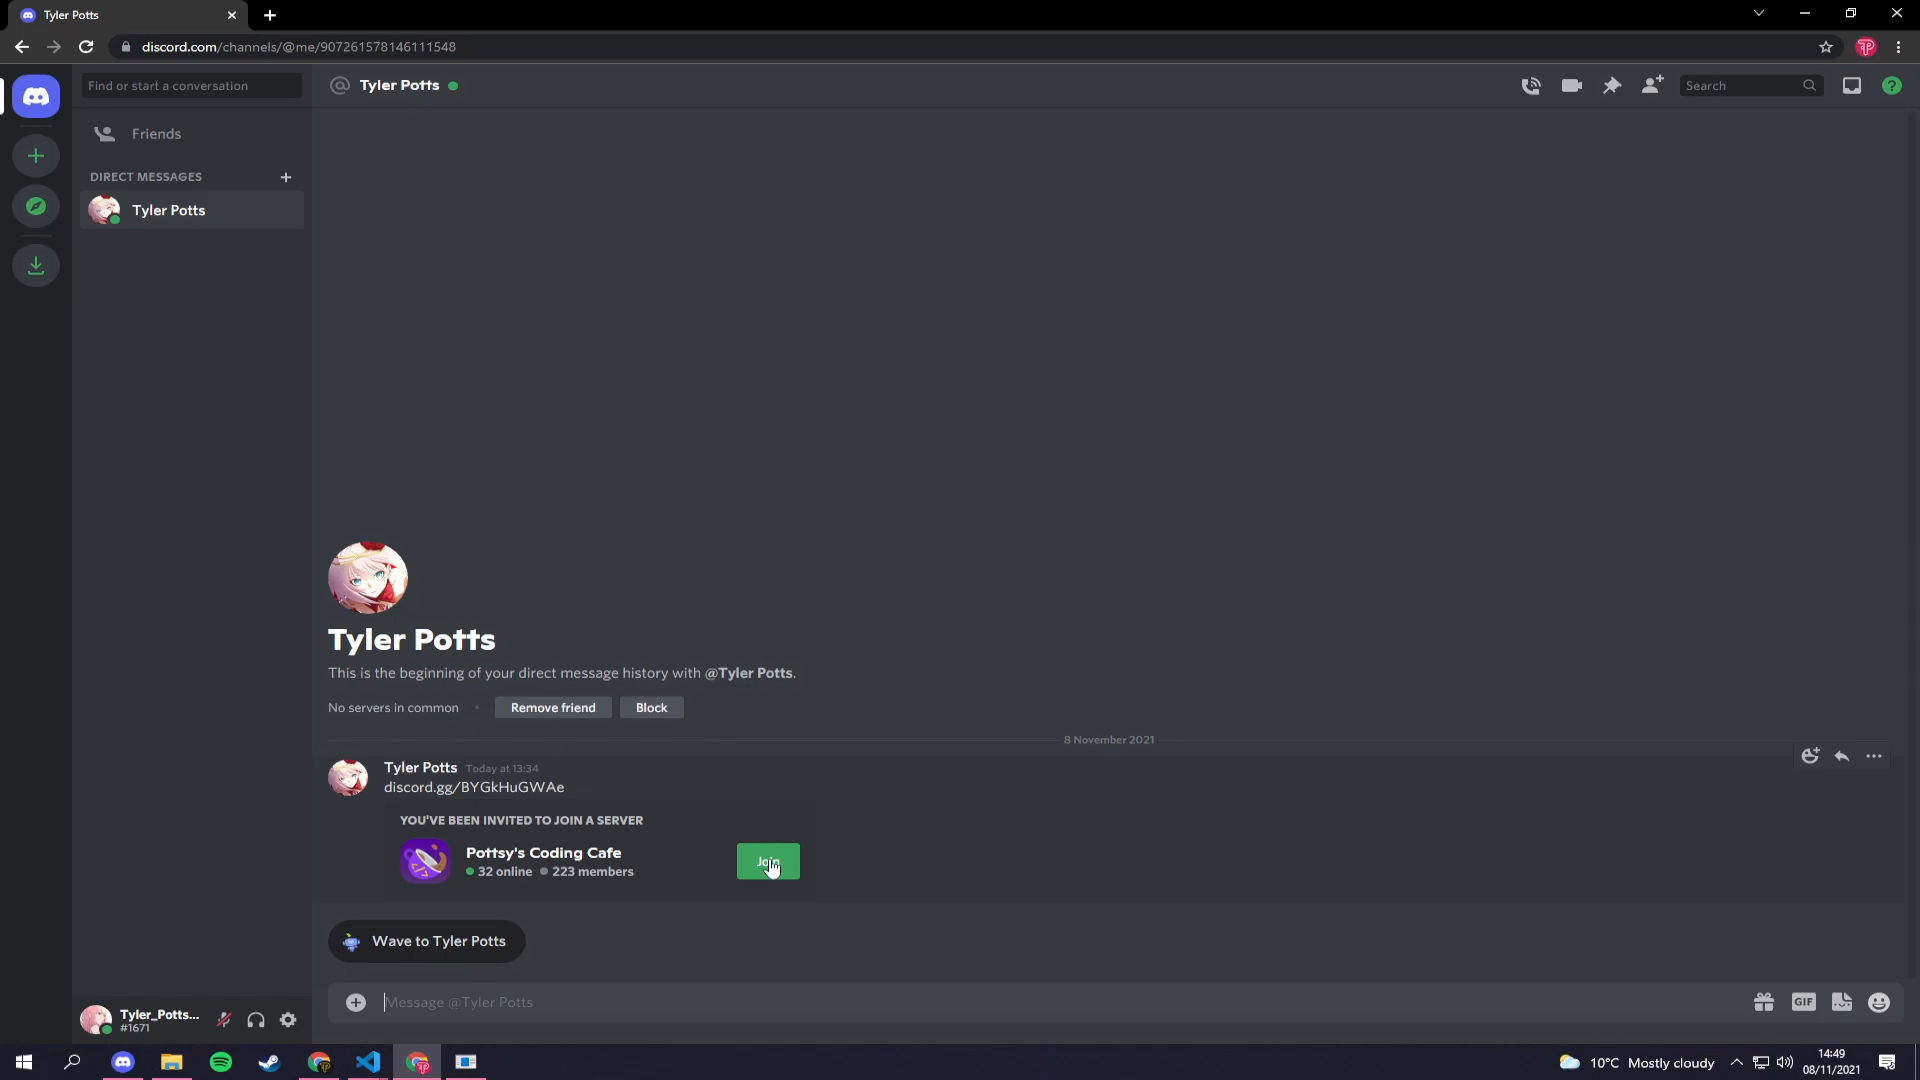 Tyler Potts
discord.com/channels/@me/907261578146111548
Find or start a conversation
Tyler Potts
Search
Friends
DIRECT MESSAGES
Tyler Potts
Tyler Potts
This is the beginning of your direct message history with @Tyler Potts.
No servers in common
Remove friend
Block
8 November 2021
Tyler Potts Today at 13:34
discord.gg/BYGkHuGWAe
YOU'VE BEEN INVITED TO JOIN A SERVER
Pottsy's Coding Cafe
32 online 223 members
Join
Wave to Tyler Potts
Message @Tyler Potts
GIF
Tyler_Potts...
#1671
10°C Mostly cloudy
14:49
08/11/2021